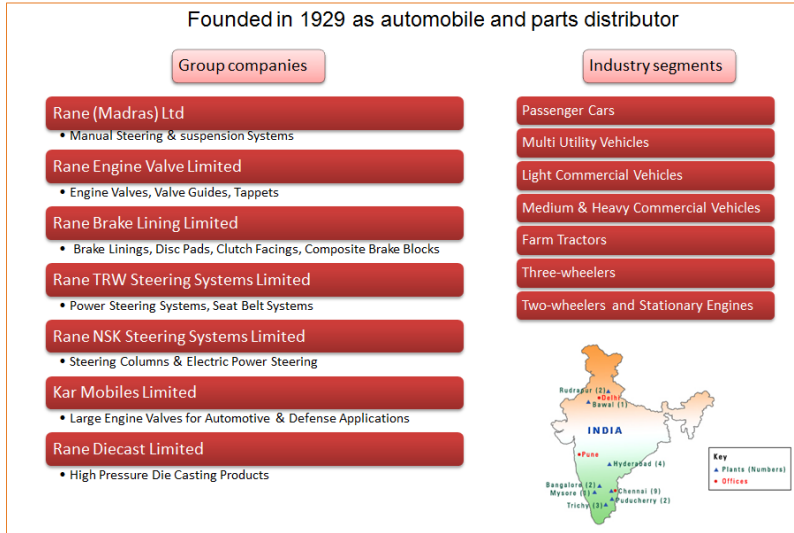 Founded in 1929 as automobile and parts distributor
Group companies
Rane (Madras) Ltd
• Manual Steering & suspension Systems
Rane Engine Valve Limited
• Engine Valves, Valve Guides, Tappets
Rane Brake Lining Limited
• Brake Linings, Disc Pads, Clutch Facings, Composite Brake Blocks
Rane TRW Steering Systems Limited
• Power Steering Systems, Seat Belt Systems
Rane NSK Steering Systems Limited
• Steering Columns & Electric Power Steering
Kar Mobiles Limited
• Large Engine Valves for Automotive & Defense Applications
Rane Diecast Limited
• High Pressure Die Casting Products
Industry segments
Passenger Cars
Multi Utility Vehicles
Light Commercial Vehicles
Medium & Heavy Commercial Vehicles
Farm Tractors
Three-wheelers
Two-wheelers and Stationary Engines
Rudrapur (2)
Delhi
Bawal (1)
INDIA
Pune
Hyderabad (4)
Bangalore (2)
Mysore (1)
Chennai (9)
Puducherry (2)
Trichy (3)
Key
Plants (Numbers)
Offices